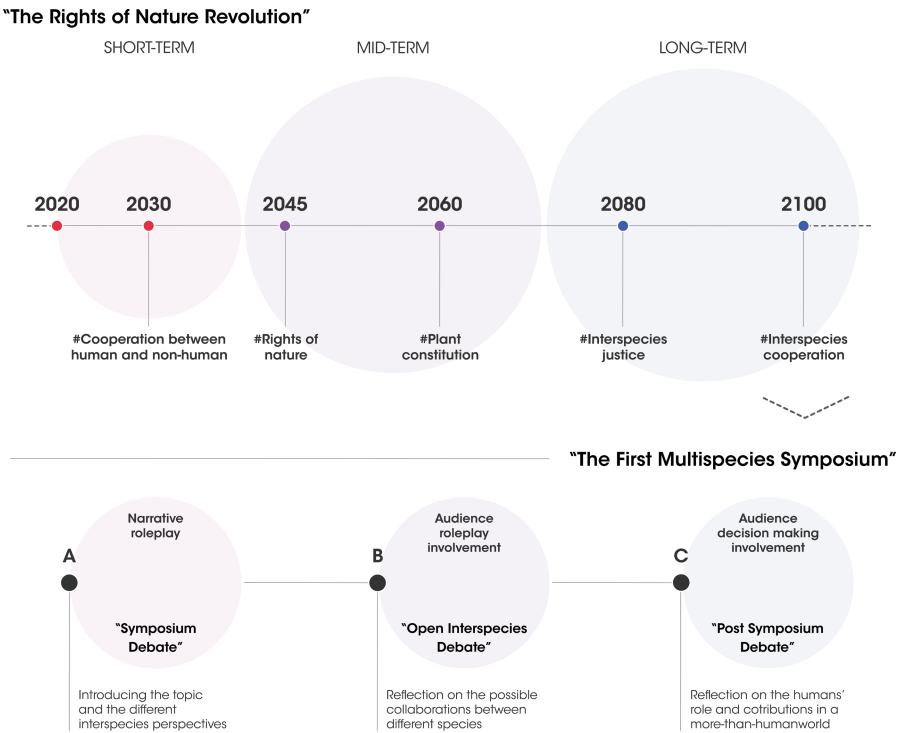 “The Rights of Nature Revolution”
SHORT-TERM
MID-TERM
LONG-TERM
2020
2030
2045
2060
2080
2100
#Cooperation between
human and non-human
#Rights of
nature
#Plant
constitution
#Interspecies
justice
#Interspecies
cooperation
“The First Multispecies Symposium”
Narrative
roleplay
A
“Symposium
Debate”
Introducing the topic
and the different
interspecies perspectives
Audience
roleplay
involvement
B
“Open Interspecies
Debate”
Reflection on the possible
collaborations between
different species
Audience
decision making
involvement
C
“Post Symposium
Debate”
Reflection on the humans’
role and cotributions in a
more-than-humanworld